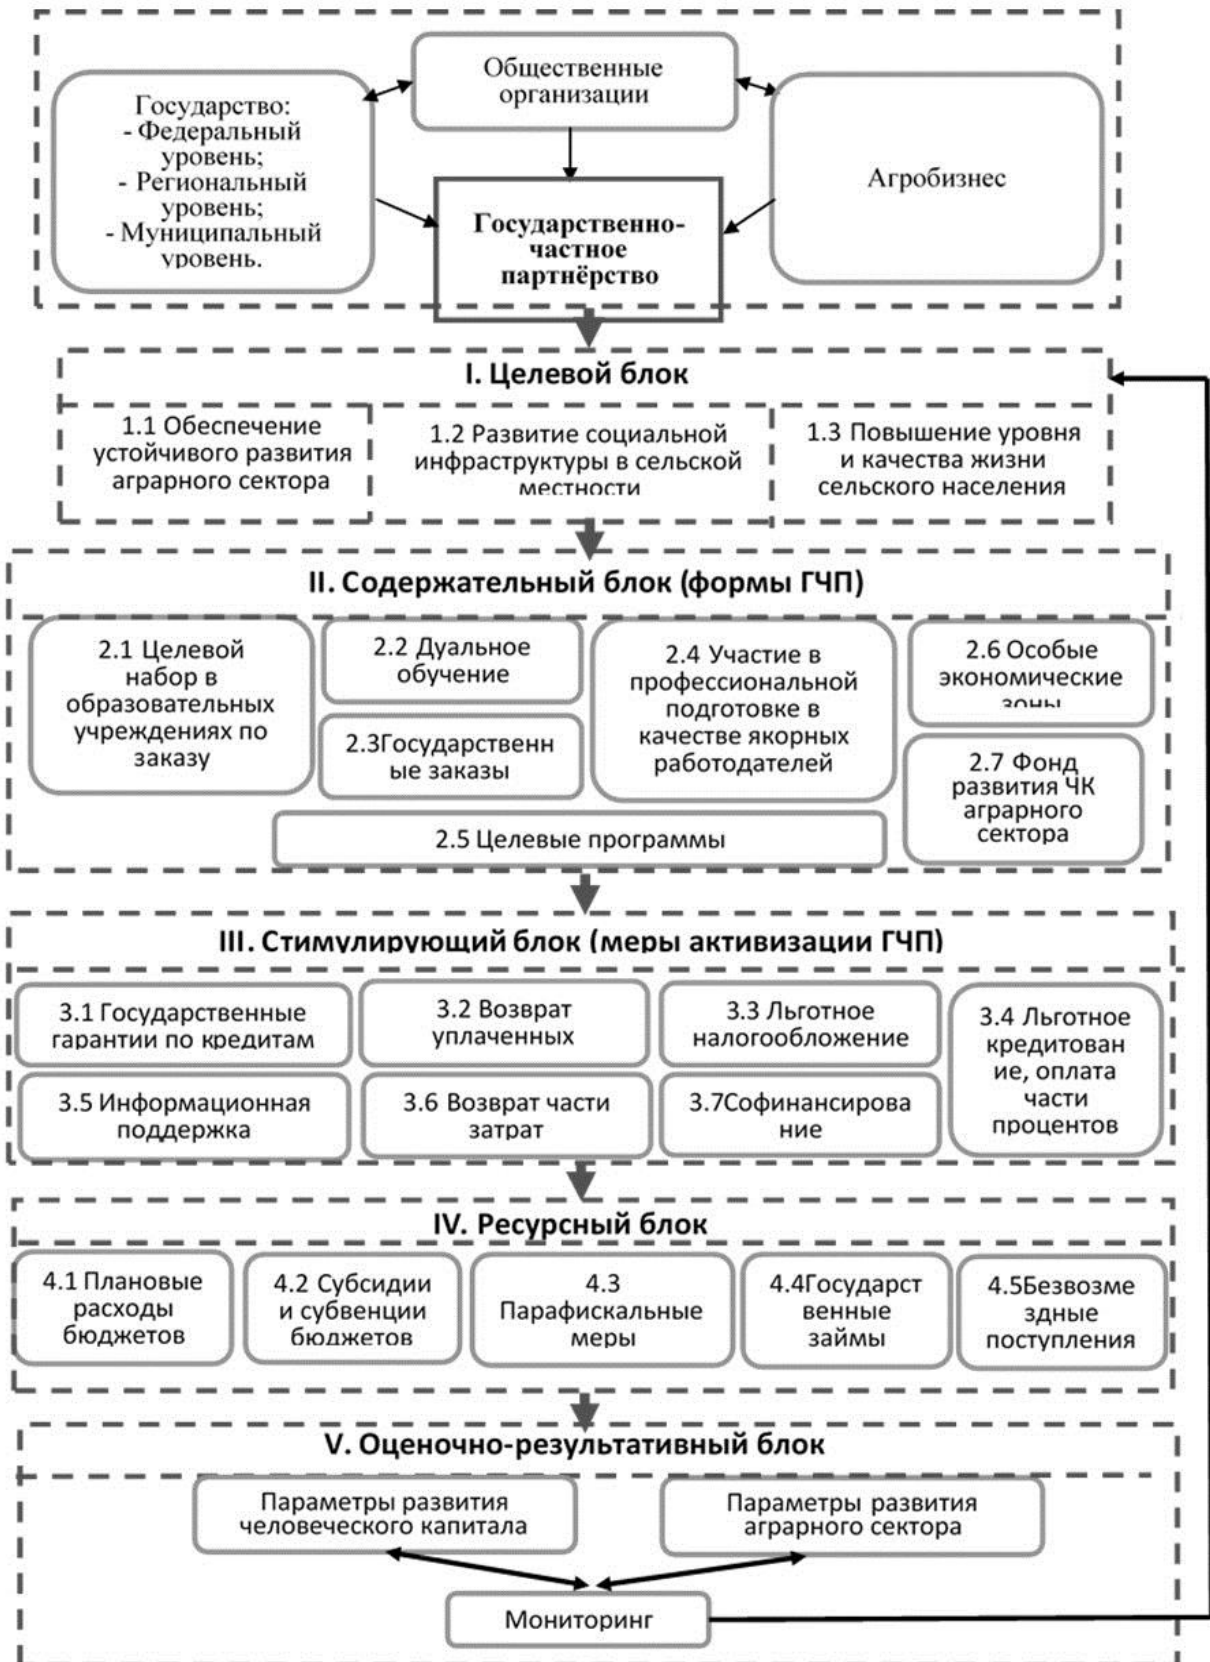 Общественные
организации
Государство:
- Федеральный
уровень;
- Региональный
уровень;
- Муниципальный
уровень.
Агробизнес
Государственно-
частное
партнёрство
I. Целевой блок
1.1 Обеспечение
устойчивого развития
аграрного сектора
1.2 Развитие социальной
инфраструктуры в сельской
местности
1.3 Повышение уровня
и качества жизни
сельского населения
II. Содержательный блок (формы ГЧП)
2.1 Целевой
набор в
образовательных
учреждениях по
заказу
2.2 Дуальное
обучение
2.3Государственн
ые заказы
2.4 Участие в
профессиональной
подготовке в
качестве якорных
работодателей
2.6 Особые
экономические
зоны
2.7 Фонд
развития ЧК
аграрного
сектора
2.5 Целевые программы
III. Стимулирующий блок (меры активизации ГЧП)
3.1 Государственные
гарантии по кредитам
3.2 Возврат
уплаченных
3.3 Льготное
налогообложение
3.4 Льготное
кредитован
ие, оплата
части
процентов
3.5 Информационная
поддержка
3.6 Возврат части
затрат
3.7Софинансирова
ние
IV. Ресурсный блок
4.1 Плановые
расходы
бюджетов
4.2 Субсидии
и субвенции
бюджетов
4.3
Парафискальные
меры
4.4Государст
венные
займы
4.5Безвозме
здные
поступления
V. Оценочно-результативный блок
Параметры развития
человеческого капитала
Параметры развития
аграрного сектора
Мониторинг